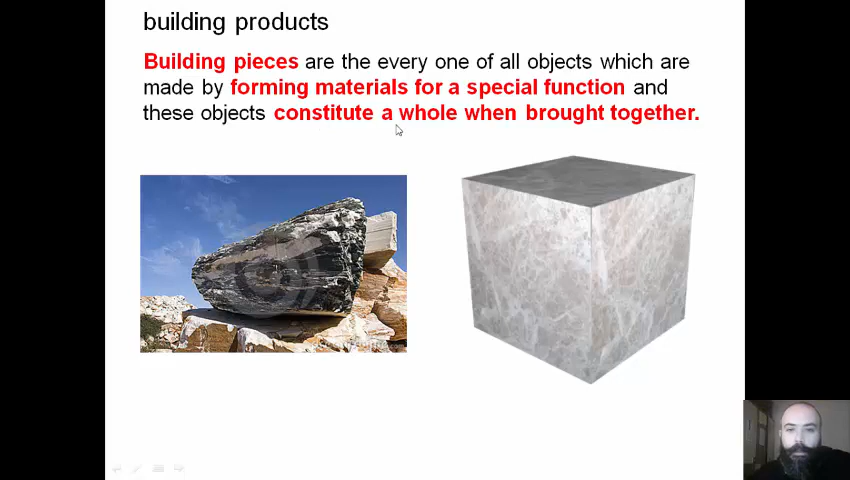 building products
Building pieces are the every one of all objects which are
made by forming materials for a special function and
these objects constitute a whole when brought together.